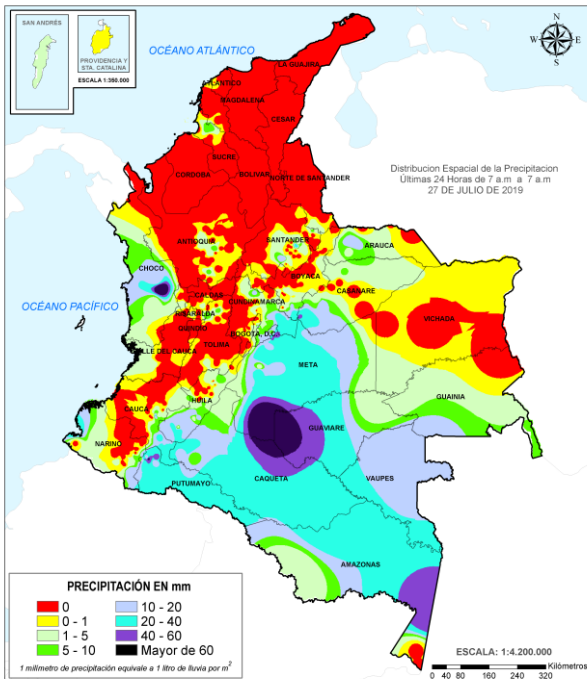 SAN ANDRÉS
PROVIDENCIA Y
STA. CATALINA
ESCALA 1:350.000
OCÉANO ATLÁNTICO
N
W
E
S
LA GUAJIRA
ATLÁNTICO
MAGDALENA
CESAR
SUCRE
CORDOBA
BOLIVAR
NORTE DE SANTANDER
Distribucion Espacial de la Precipitacion
Últimas 24 Horas de 7 a.m a 7 a.m
27 DE JULIO DE 2019
ANTIOQUIA
SANTANDER
ARAUCA
CHOCO
BOYACA
CASANARE
CALDAS
CUNDINAMARCA
RISARALDA
OCÉANO PACÍFICO
VICHADA
QUINDIO
BOGOTA, D.C.
TOLIMA
VALLE DEL CAUCA
META
HUILA
GUAINIA
CAUCA
GUAVIARE
NARIÑO
CAQUETA
VAUPES
PUTUMAYO
AMAZONAS
PRECIPITACIÓN EN mm
0 10 - 20
0 - 1 20 - 40
1 - 5 40 - 60
5 - 10 Mayor de 60
1 milimetro de precipitación equivale a 1 litro de lluvia por m2
ESCALA: 1:4.200.000
Kilómetros
0 40 80 160 240 320